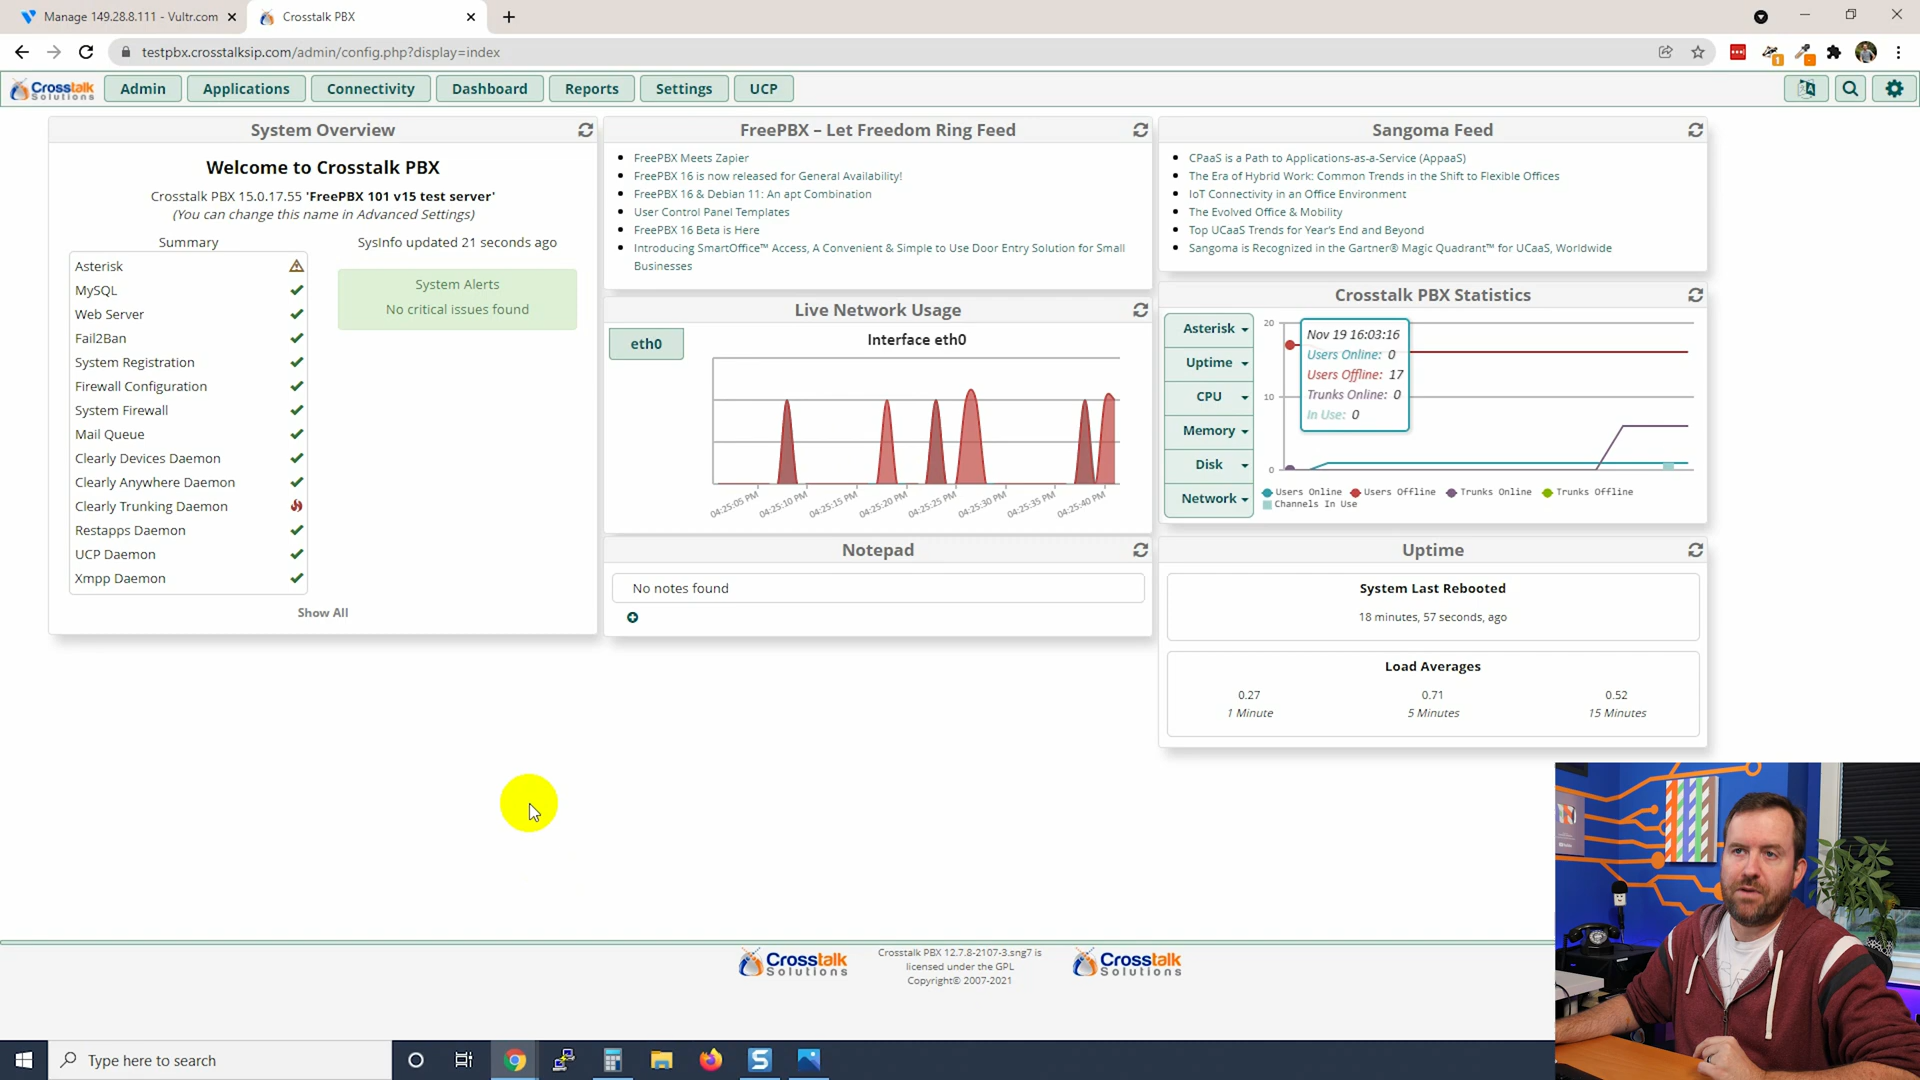 Manage 149.28.8.111 - Vultr.com
Crosstalk PBX
testpbx.crosstalksip.com/admin/config.php?display=index
Crosstalk
Solutions
Admin
Applications
Connectivity
Dashboard
Reports
Settings
UCP
System Overview
Welcome to Crosstalk PBX
Crosstalk PBX 15.0.17.55 'FreePBX 101 v15 test server'
(You can change this name in Advanced Settings)
Summary
SysInfo updated 21 seconds ago
Asterisk
MySQL
Web Server
Fail2Ban
System Registration
Firewall Configuration
System Firewall
Mail Queue
Clearly Devices Daemon
Clearly Anywhere Daemon
Clearly Trunking Daemon
Restapps Daemon
UCP Daemon
Xmpp Daemon
System Alerts
No critical issues found
Show All
FreePBX – Let Freedom Ring Feed
FreePBX Meets Zapier
FreePBX 16 is now released for General Availability!
FreePBX 16 & Debian 11: An apt Combination
User Control Panel Templates
FreePBX 16 Beta is Here
Introducing SmartOffice™ Access, A Convenient & Simple to Use Door Entry Solution for Small
Businesses
Live Network Usage
eth0
Interface eth0
04:25:05 PM
04:25:10 PM
04:25:15 PM
04:25:20 PM
04:25:25 PM
04:25:30 PM
04:25:35 PM
04:25:40 PM
Notepad
No notes found
Sangoma Feed
CPaaS is a Path to Applications-as-a-Service (AppaaS)
The Era of Hybrid Work: Common Trends in the Shift to Flexible Offices
IoT Connectivity in an Office Environment
The Evolved Office & Mobility
Top UCaaS Trends for Year's End and Beyond
Sangoma is Recognized in the Gartner® Magic Quadrant™ for UCaaS, Worldwide
Crosstalk PBX Statistics
Asterisk
Uptime
CPU
Memory
Disk
Network
20
10
0
Nov 19 16:03:16
Users Online: 0
Users Offline: 17
Trunks Online: 0
In Use: 0
Users Online
Users Offline
Trunks Online
Trunks Offline
Channels In Use
Uptime
System Last Rebooted
18 minutes, 57 seconds, ago
Load Averages
0.27
0.71
0.52
1 Minute
5 Minutes
15 Minutes
Crosstalk
Solutions
Crosstalk PBX 12.7.8-2107-3.sng7 is
licensed under the GPL
Copyright© 2007-2021
Crosstalk
Solutions
Type here to search